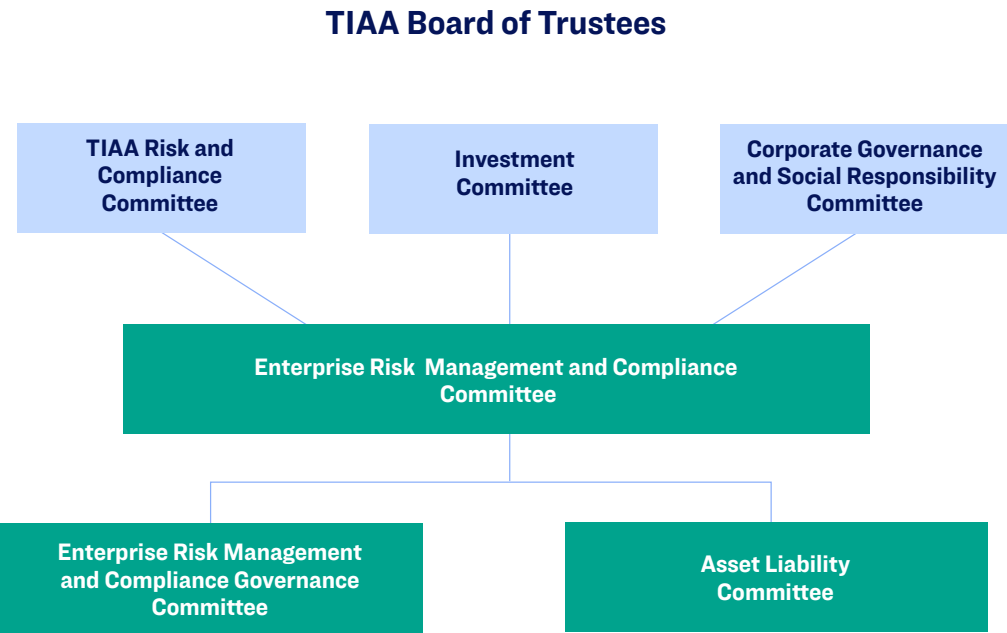 TIAA Board of Trustees
TIAA Risk and
Compliance
Committee
Investment
Committee
Corporate Governance
and Social Responsibility
Committee
Enterprise Risk Management and Compliance
Committee
Enterprise Risk Management
and Compliance Governance
Committee
Asset Liability
Committee